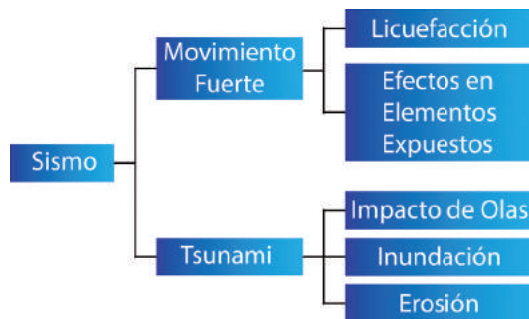 Sismo
Movimiento
Fuerte
Licuefacción
Efectos en
Elementos
Expuestos
Tsunami
Impacto de Olas
Inundación
Erosión